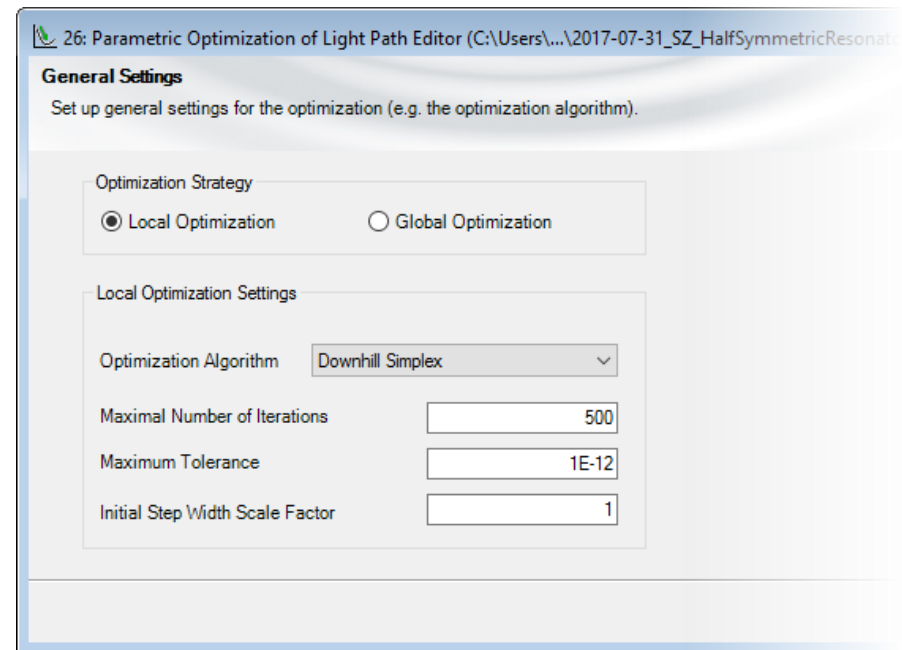 26: Parametric Optimization of Light Path Editor (C:\Users\...\2017-07-31_SZ_HalfSymmetricResonato
General Settings
Set up general settings for the optimization (e.g. the optimization algorithm).
Optimization Strategy
Local Optimization Global Optimization
Local Optimization Settings
Optimization Algorithm Downhill Simplex
Maximal Number of Iterations 500
Maximum Tolerance 1E-12
Initial Step Width Scale Factor 1